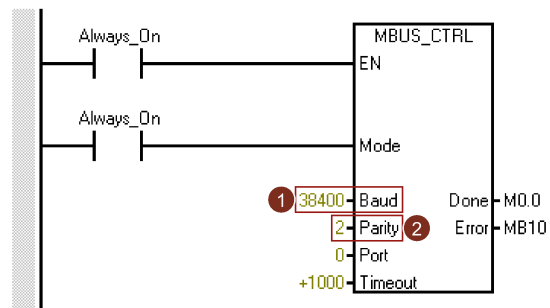 Always_On
MBUS_CTRL
EN
Always_On
Mode
1 38400 Baud Done M0.0
2 Parity 2 Error MB10
0 Port
+1000 Timeout